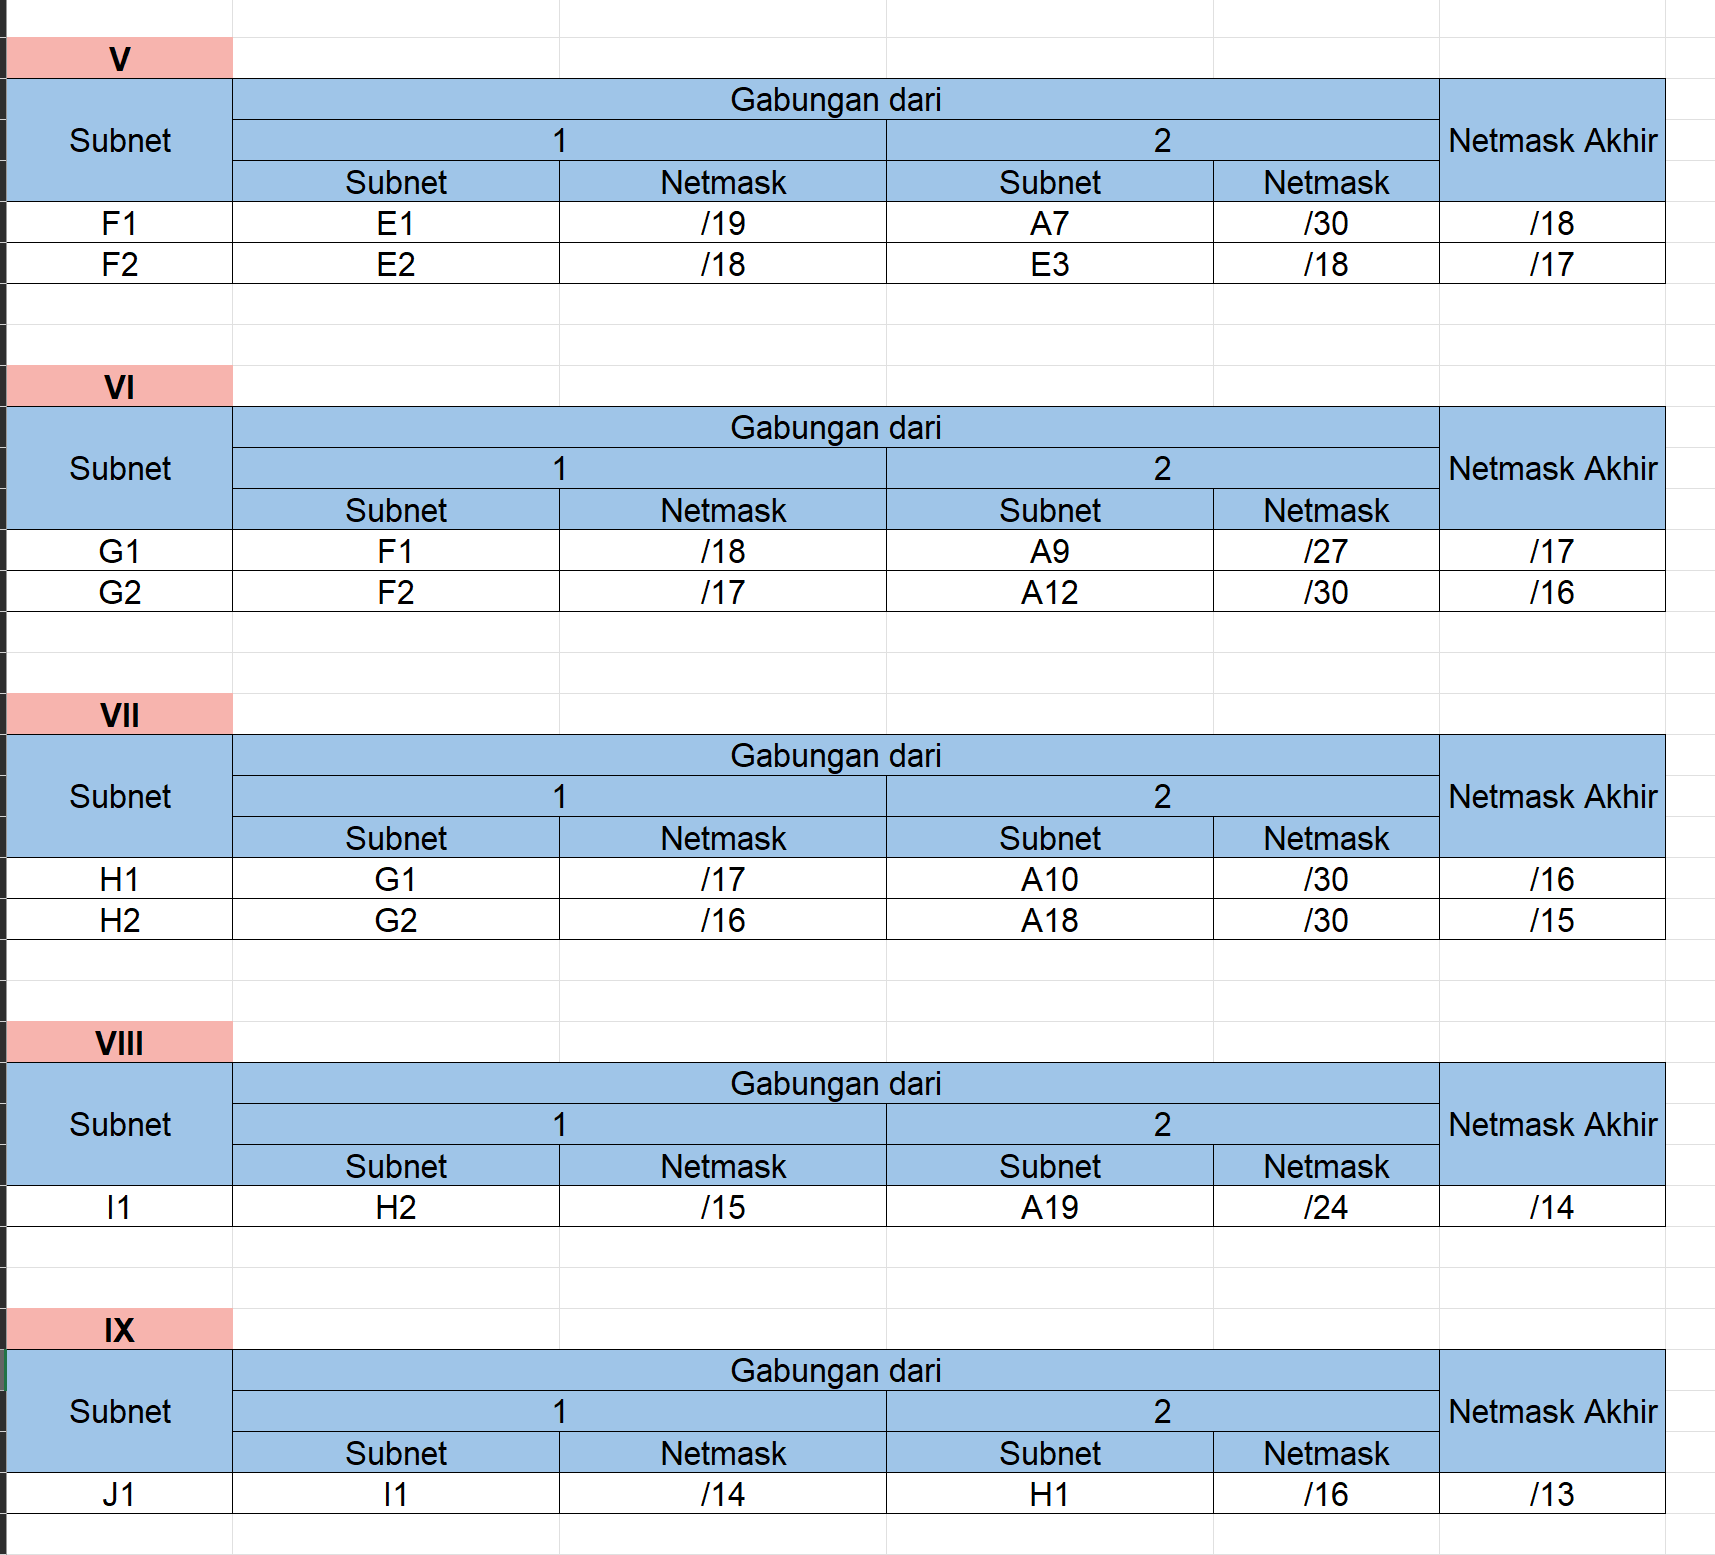 V
Subnet Gabungan dari Netmask Akhir
1 2
Subnet Netmask Subnet Netmask
F1 E1 /19 A7 /30 /18
F2 E2 /18 E3 /18 /17
VI
Subnet Gabungan dari Netmask Akhir
1 2
Subnet Netmask Subnet Netmask
G1 F1 /18 A9 /27 /17
G2 F2 /17 A12 /30 /16
VII
Subnet Gabungan dari Netmask Akhir
1 2
Subnet Netmask Subnet Netmask
H1 G1 /17 A10 /30 /16
H2 G2 /16 A18 /30 /15
VIII
Subnet Gabungan dari Netmask Akhir
1 2
Subnet Netmask Subnet Netmask
I1 H2 /15 A19 /24 /14
IX
Subnet Gabungan dari Netmask Akhir
1 2
Subnet Netmask Subnet Netmask
J1 I1 /14 H1 /16 /13